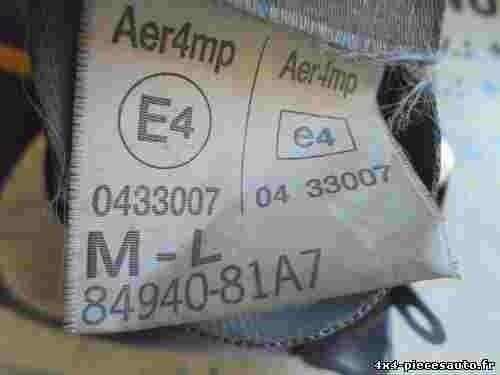 Aer4mp
E4
0433007
Aer4mp
e4
04 33007
M-L
84940-81A7
4x4-piecesauto.fr